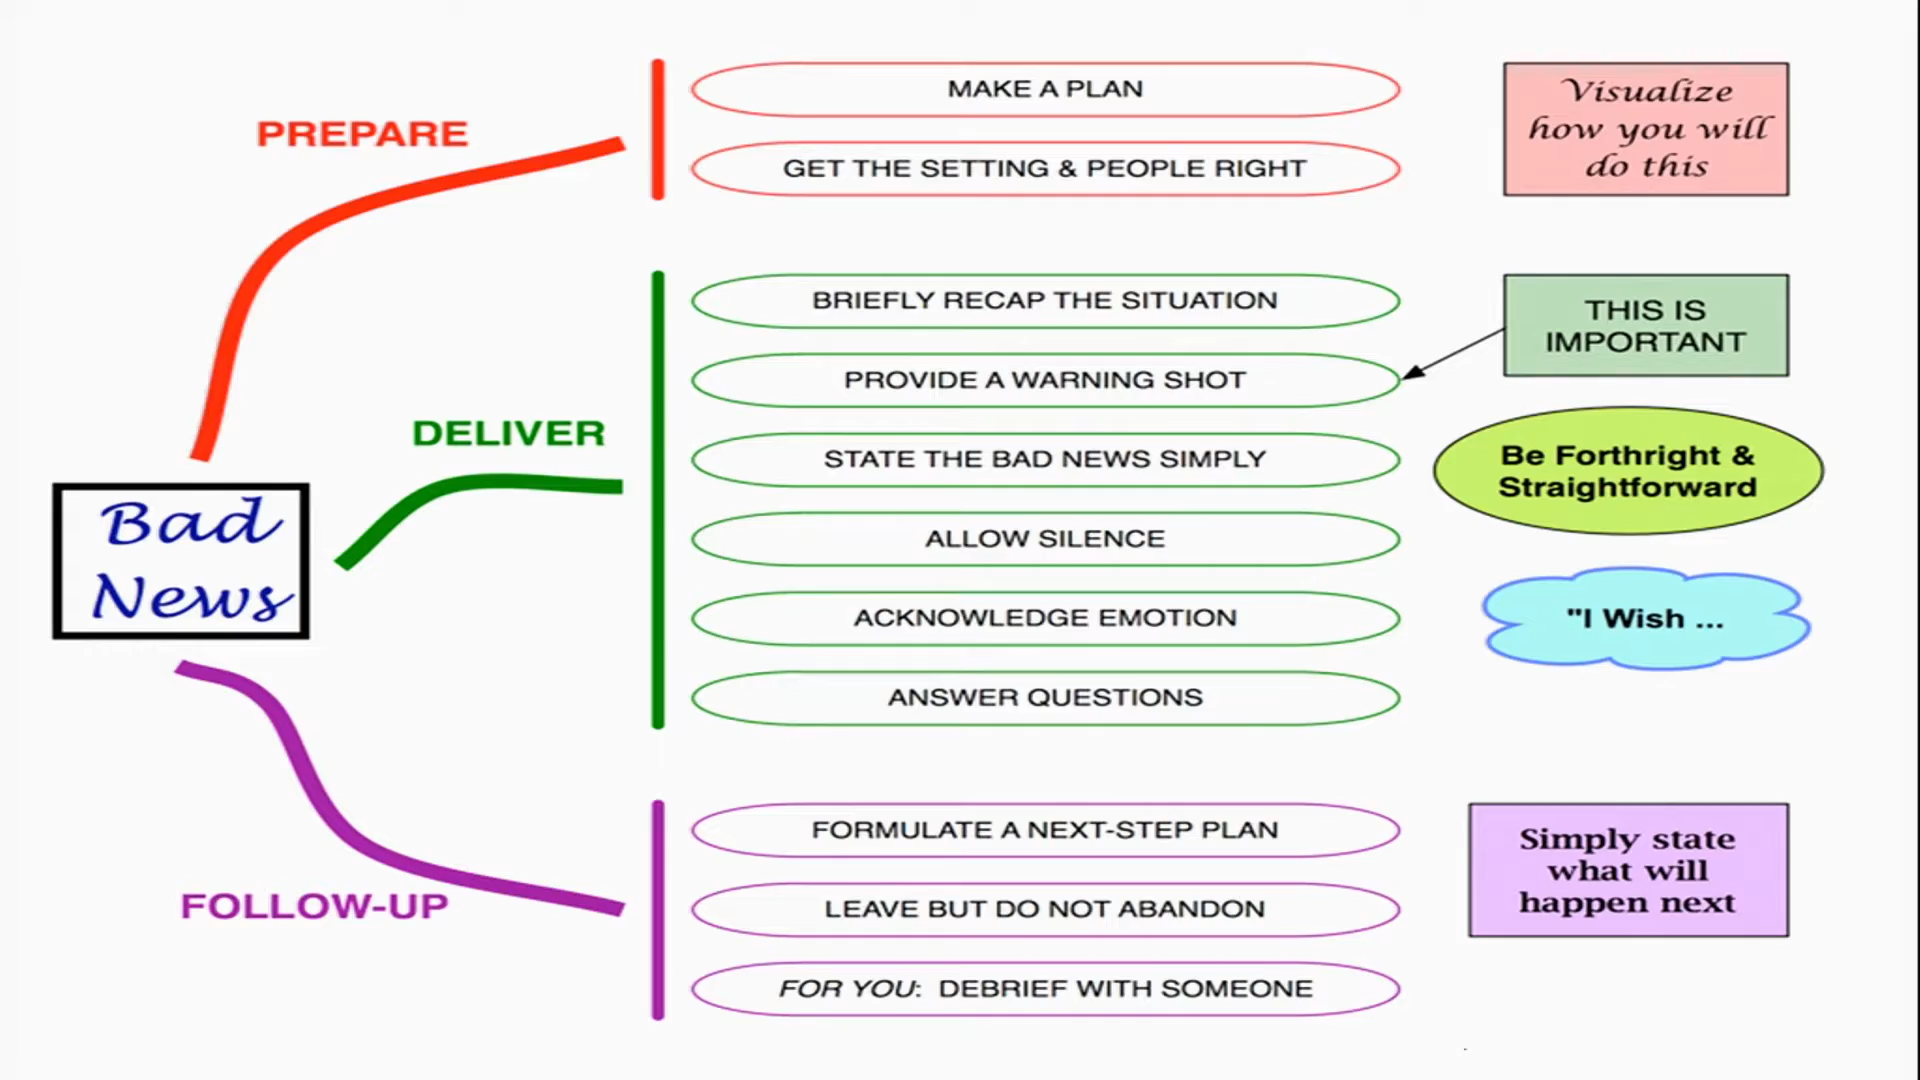 PREPARE
MAKE A PLAN
GET THE SETTING & PEOPLE RIGHT
Visualize
how you will
do this
Bad
News
DELIVER
BRIEFLY RECAP THE SITUATION
PROVIDE A WARNING SHOT
STATE THE BAD NEWS SIMPLY
ALLOW SILENCE
ACKNOWLEDGE EMOTION
ANSWER QUESTIONS
THIS IS
IMPORTANT
Be Forthright &
Straightforward
"I Wish ...
FOLLOW-UP
FORMULATE A NEXT-STEP PLAN
LEAVE BUT DO NOT ABANDON
FOR YOU: DEBRIEF WITH SOMEONE
Simply state
what will
happen next